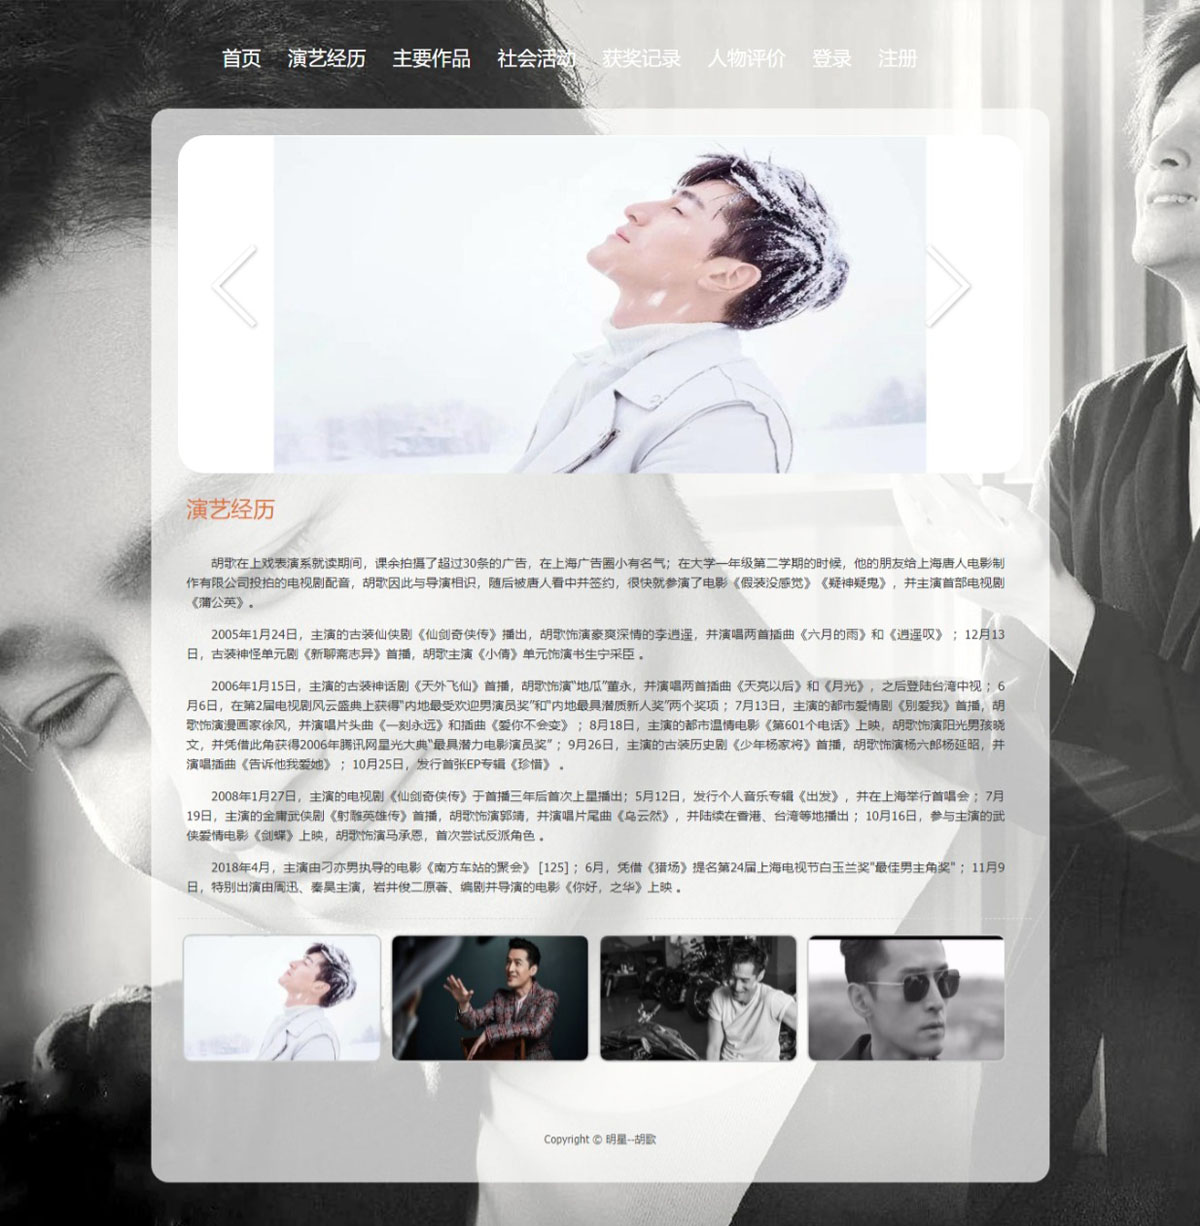 首页 演艺经历 主要作品 社会活动 获奖记录 人物评价 登录 注册
演艺经历
胡歌在上戏表演系就读期间，课余拍摄了超过30条的广告，在上海广告圈小有名气；在大学一年级第二学期的时候，他的朋友给上海唐人电影制
作有限公司投拍的电视剧配音，胡歌因此与导演相识，随后被唐人看中并签约，很快就参演了电影《假装没感觉》《疑神疑鬼》，并主演首部电视剧
《蒲公英》。
2005年1月24日，主演的古装仙侠剧《仙剑奇侠传》播出，胡歌饰演豪爽深情的李逍遥，并演唱两首插曲《六月的雨》和《逍遥叹》；12月13
日，古装神怪单元剧《新聊斋志异》首播，胡歌主演《小倩》单元饰演书生宁采臣 。
2006年1月15日，主演的古装神话剧《天外飞仙》首播，胡歌饰演"地瓜"董永，并演唱两首插曲《天亮以后》和《月光》，之后登陆台湾中视 ；6
月6日，在第2届电视剧风云盛典上获得"内地最受欢迎男演员奖"和"内地最具潜质新人奖"两个奖项 ；7月13日，主演的都市爱情剧《别爱我》首播，胡
歌饰演漫画家徐风，并演唱片头曲《一刻永远》和插曲《爱你不会变》 ；8月18日，主演的都市温情电影《第601个电话》上映，胡歌饰演阳光男孩晓
文，并凭借此角获得2006年腾讯网星光大典"最具潜力电影演员奖" ；9月26日，主演的古装历史剧《少年杨家将》首播，胡歌饰演杨六郎杨延昭，并
演唱插曲《告诉他我爱她》 ；10月25日，发行首张EP专辑《珍惜》 。
2008年1月27日，主演的电视剧《仙剑奇侠传》于首播三年后首次上星播出；5月12日，发行个人音乐专辑《出发》，并在上海举行首唱会 ；7月
19日，主演的金庸武侠剧《射雕英雄传》首播，胡歌饰演郭靖，并演唱片尾曲《乌云然》，并陆续在香港、台湾等地播出 ；10月16日，参与主演的武
侠爱情电影《剑蝶》上映，胡歌饰演马承恩，首次尝试反派角色 。
2018年4月，主演由刁亦男执导的电影《南方车站的聚会》 [125] ；6月，凭借《猎场》提名第24届上海电视节白玉兰奖"最佳男主角奖" ；11月9
日，特别出演由周迅、秦昊主演，岩井俊二原著、编剧并导演的电影《你好，之华》上映 。
Copyright © 明星--胡歌